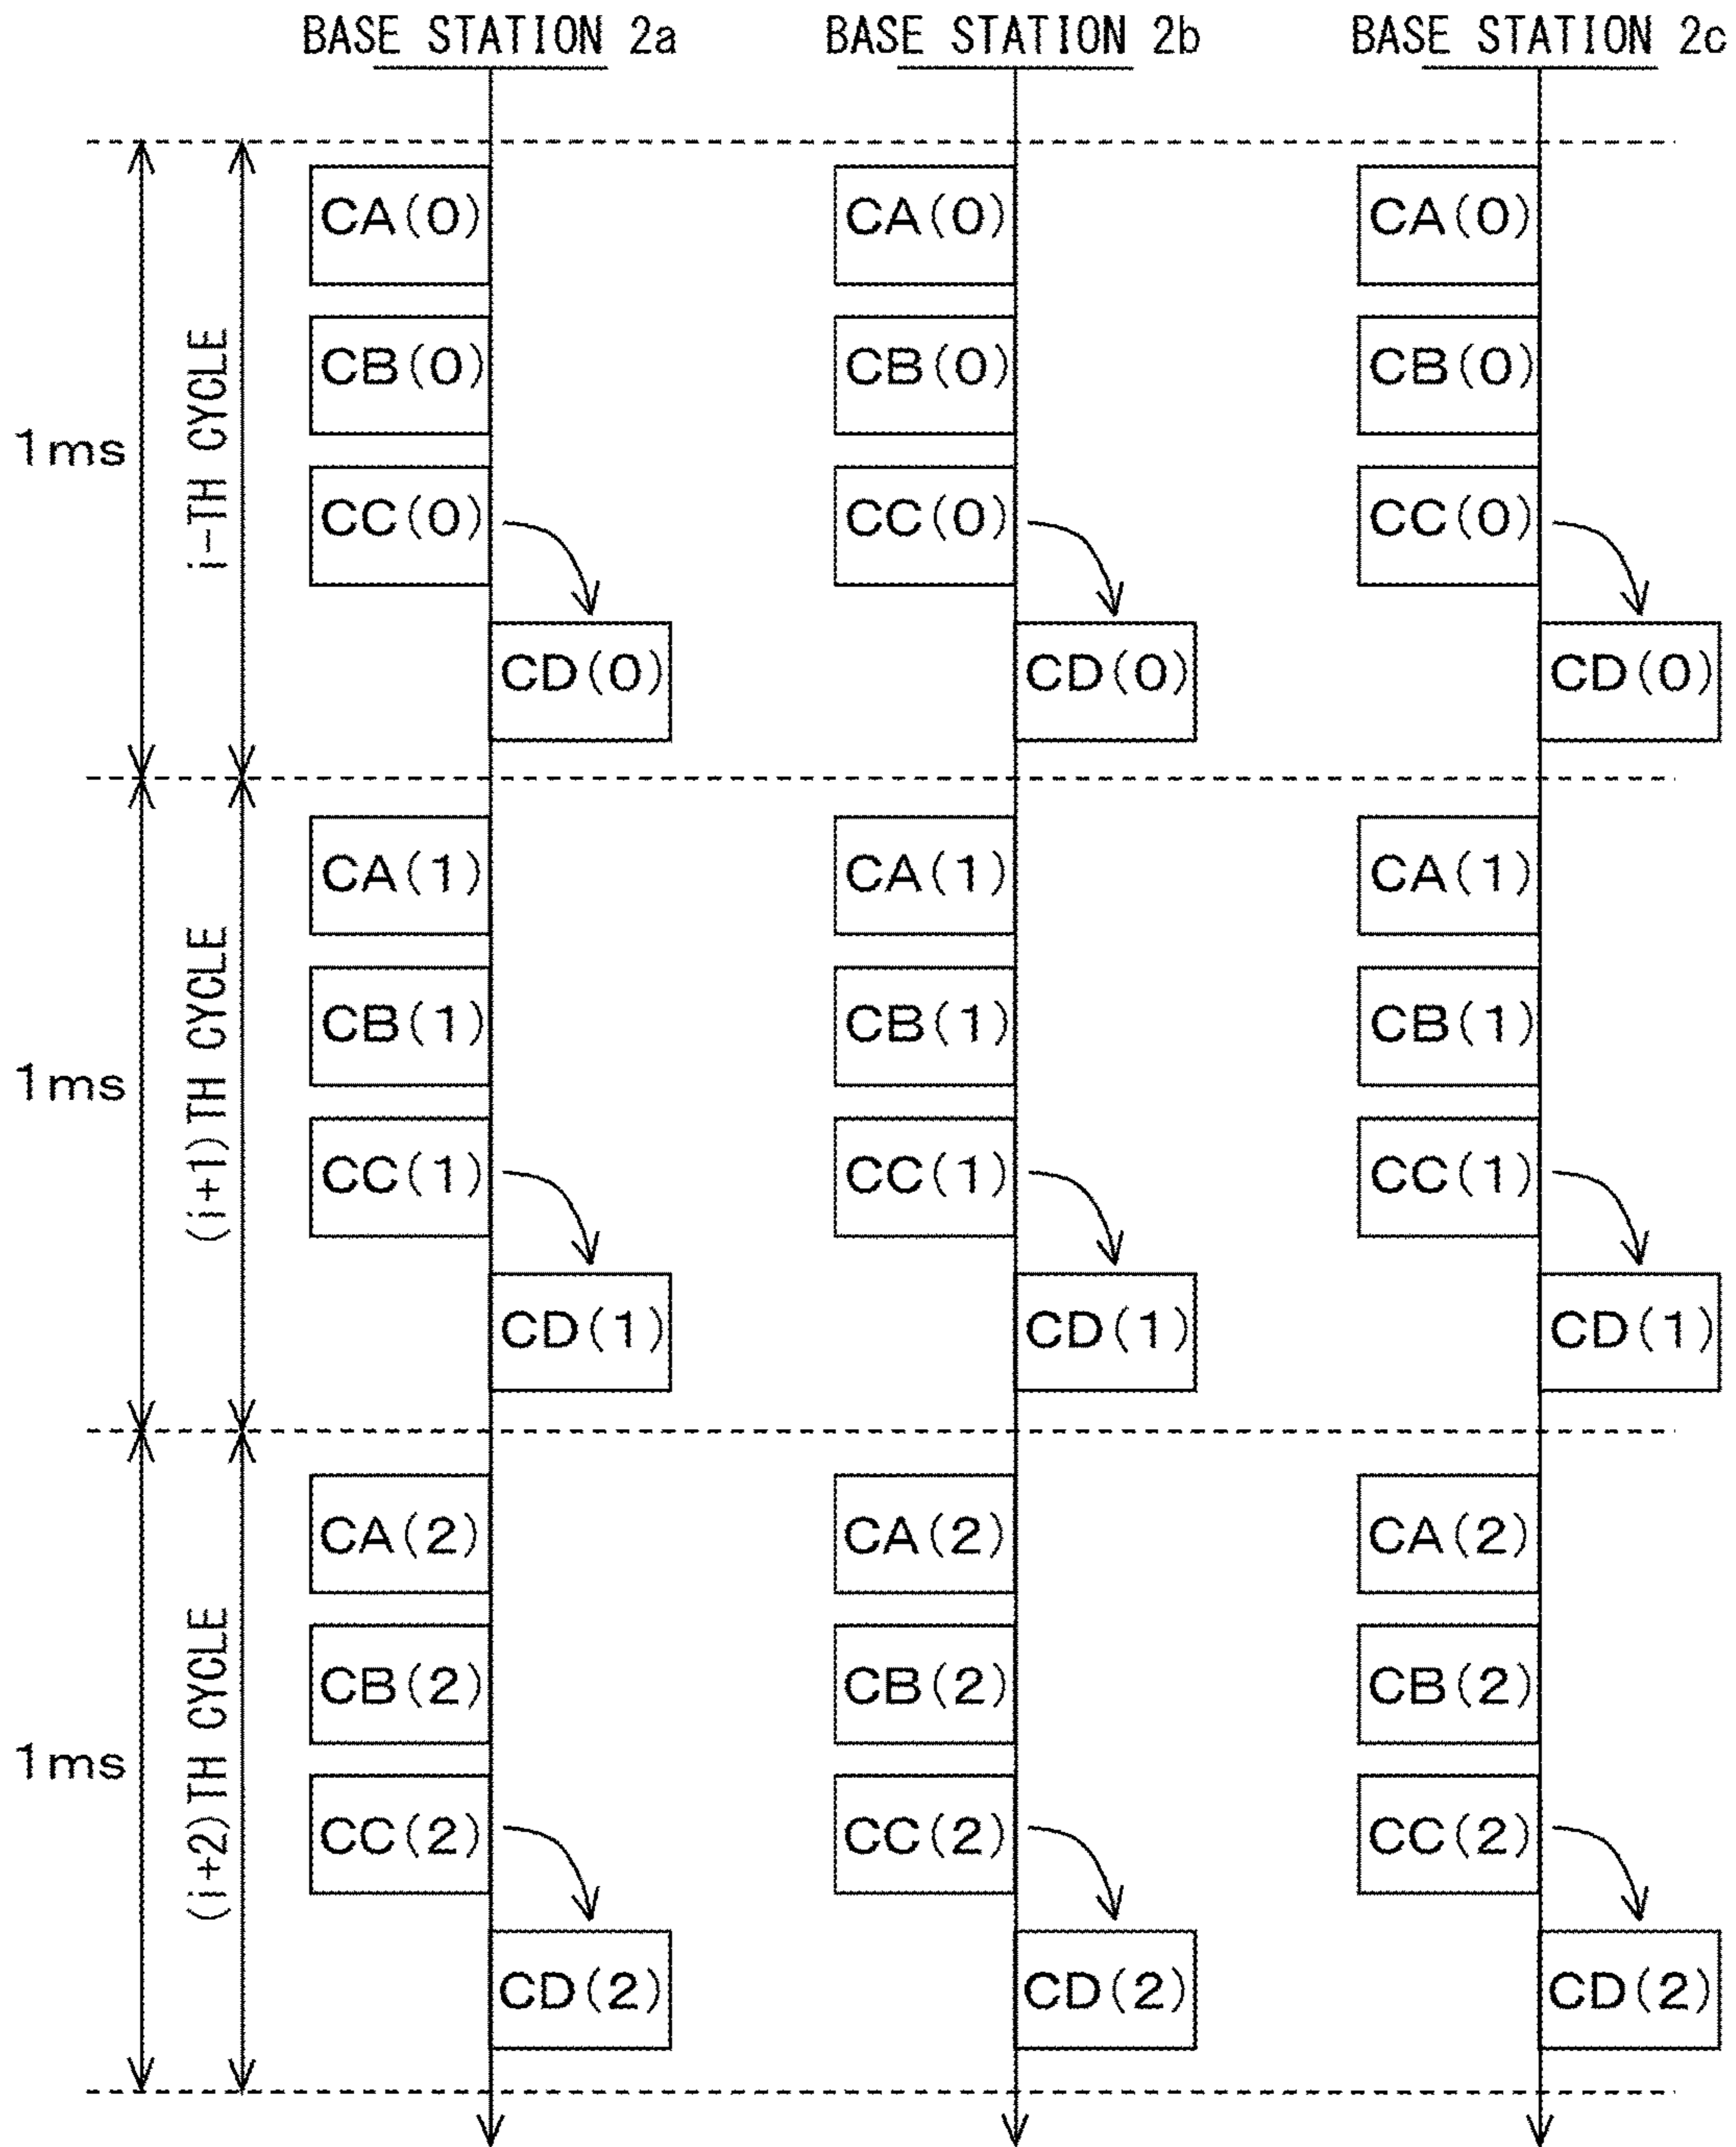 BASE STATION 2a BASE STATION 2b BASE STATION 2c
CA(0) CA(0) CA(0)
CB(0) CB(0) CB(0)
1ms
i-TH CYCLE
CC(0) CC(0) CC(0)
CD(0) CD(0) CD(0)
CA(1) CA(1) CA(1)
CB(1) CB(1) CB(1)
1ms
(i+1)TH CYCLE
CC(1) CC(1) CC(1)
CD(1) CD(1) CD(1)
CA(2) CA(2) CA(2)
CB(2) CB(2) CB(2)
1ms
(i+2)TH CYCLE
CC(2) CC(2) CC(2)
CD(2) CD(2) CD(2)